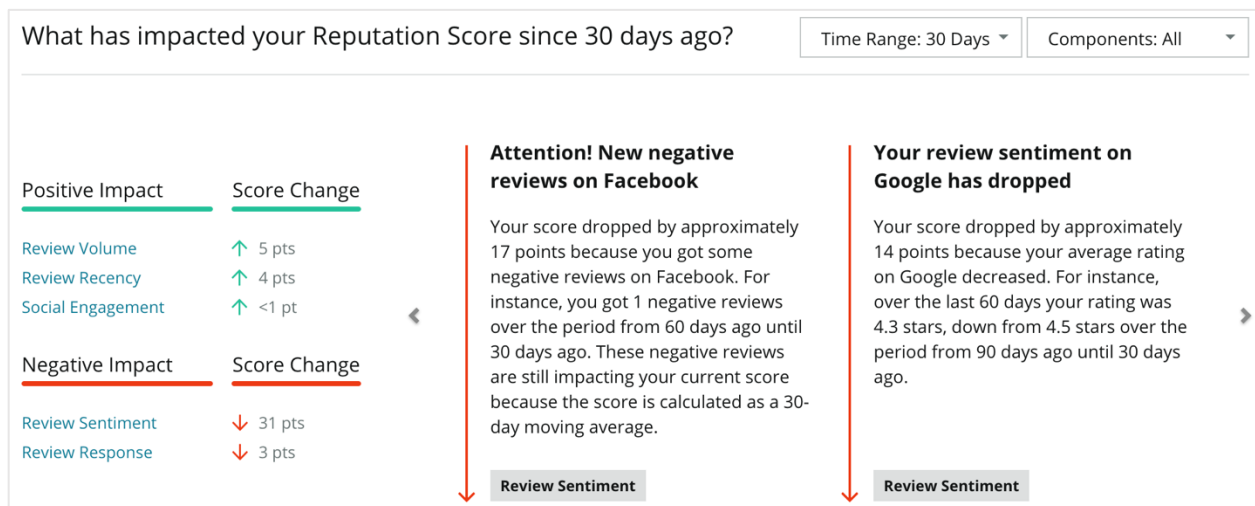 What has impacted your Reputation Score since 30 days ago?
Time Range: 30 Days
Components: All
Positive Impact Score Change
Review Volume 5 pts
Review Recency 4 pts
Social Engagement <1 pt
Negative Impact Score Change
Review Sentiment 31 pts
Review Response 3 pts
Attention! New negative
reviews on Facebook
Your score dropped by approximately
17 points because you got some
negative reviews on Facebook. For
instance, you got 1 negative reviews
over the period from 60 days ago until
30 days ago. These negative reviews
are still impacting your current score
because the score is calculated as a 30-
day moving average.
Review Sentiment
Your review sentiment on
Google has dropped
Your score dropped by approximately
14 points because your average rating
on Google decreased. For instance,
over the last 60 days your rating was
4.3 stars, down from 4.5 stars over the
period from 90 days ago until 30 days
ago.
Review Sentiment